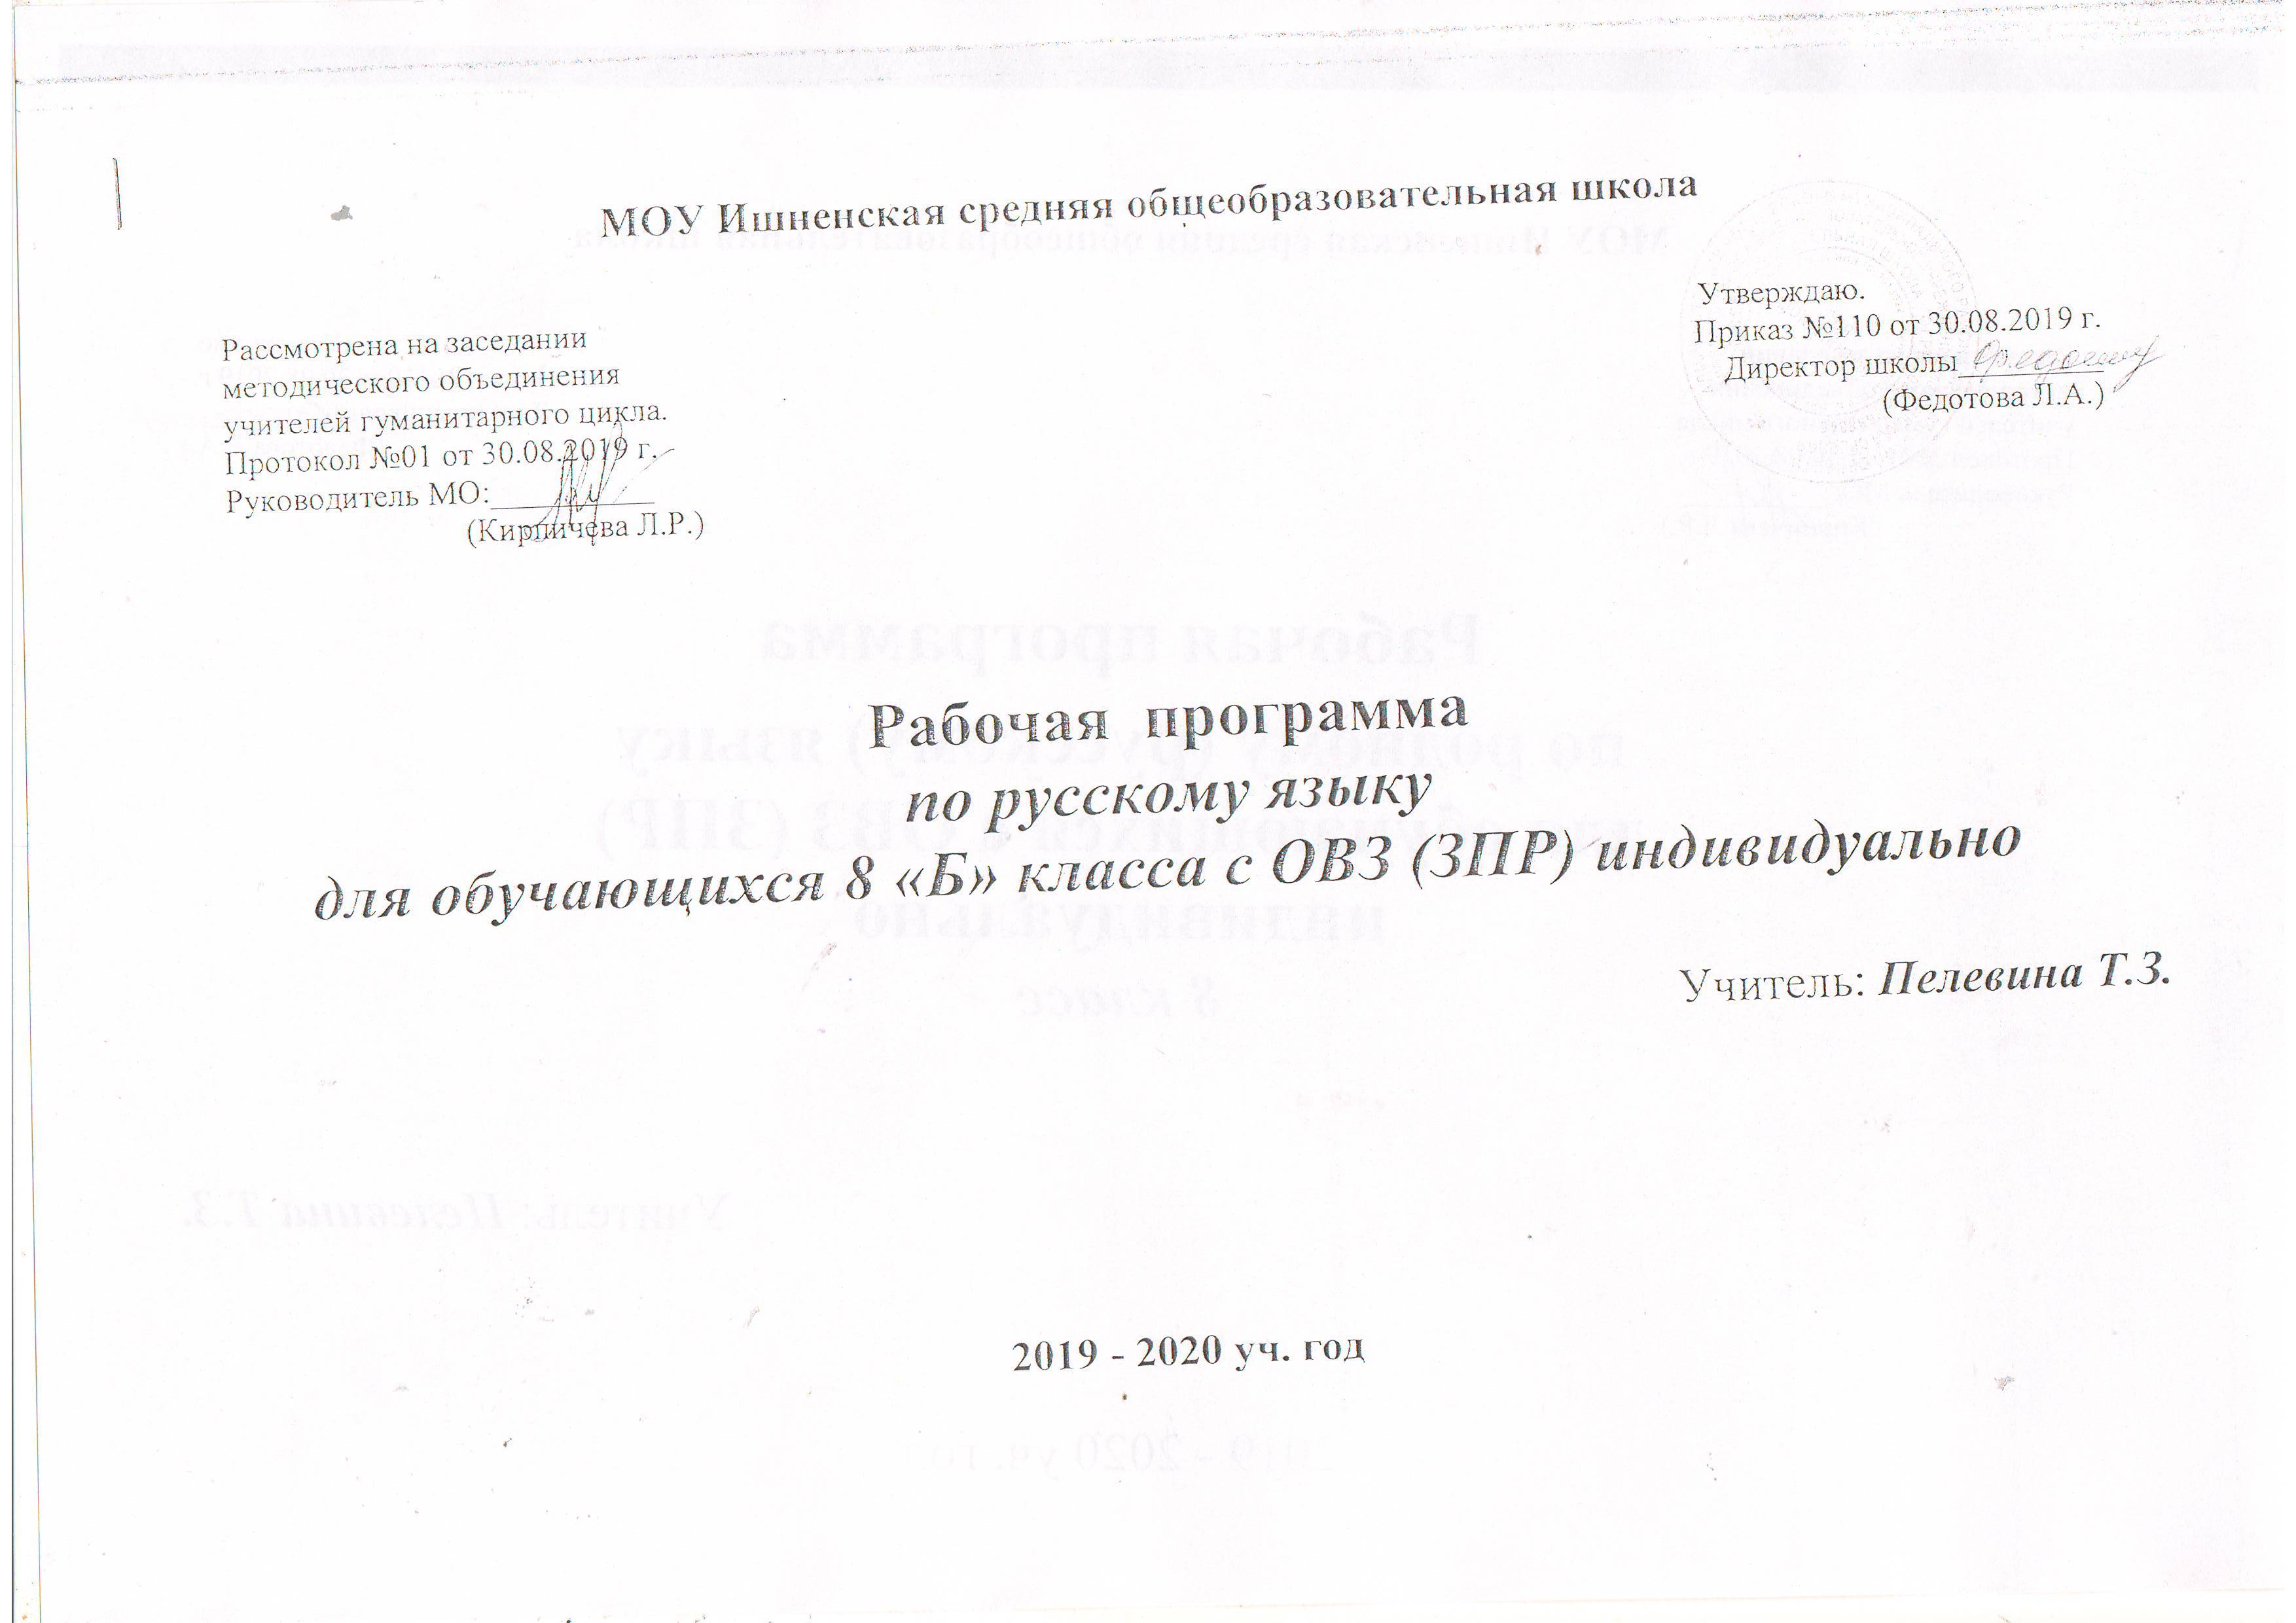 МОУ Ишненская средняя общеобразовательная школа
Рассмотрена на заседании
методического объединения
учителей гуманитарного цикла.
Протокол №01 от 30.08.2019 г.
Руководитель МО:__________
(Кирпичева Л.Р.)
Утверждаю.
Приказ №110 от 30.08.2019 г.
Директор школы_________
(Федотова Л.А.)
Рабочая программа
по русскому языку
для обучающихся 8 «Б» класса с ОВЗ (ЗПР) индивидуально
Учитель: Пелевина Т.З.
2019 - 2020 уч. год